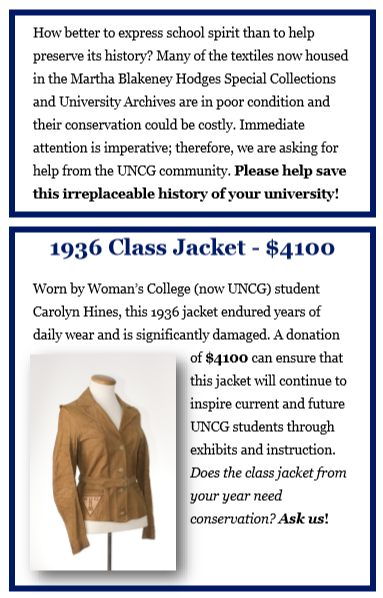 How better to express school spirit than to help
preserve its history? Many of the textiles now housed
in the Martha Blakeney Hodges Special Collections
and University Archives are in poor condition and
their conservation could be costly. Immediate
attention is imperative; therefore, we are asking for
help from the UNCG community. Please help save
this irreplaceable history of your university!
1936 Class Jacket - $4100
Worn by Woman's College (now UNCG) student
Carolyn Hines, this 1936 jacket endured years of
daily wear and is significantly damaged. A donation
of $4100 can ensure that
this jacket will continue to
inspire current and future
UNCG students through
exhibits and instruction.
Does the class jacket from
your year need
conservation? Ask us!